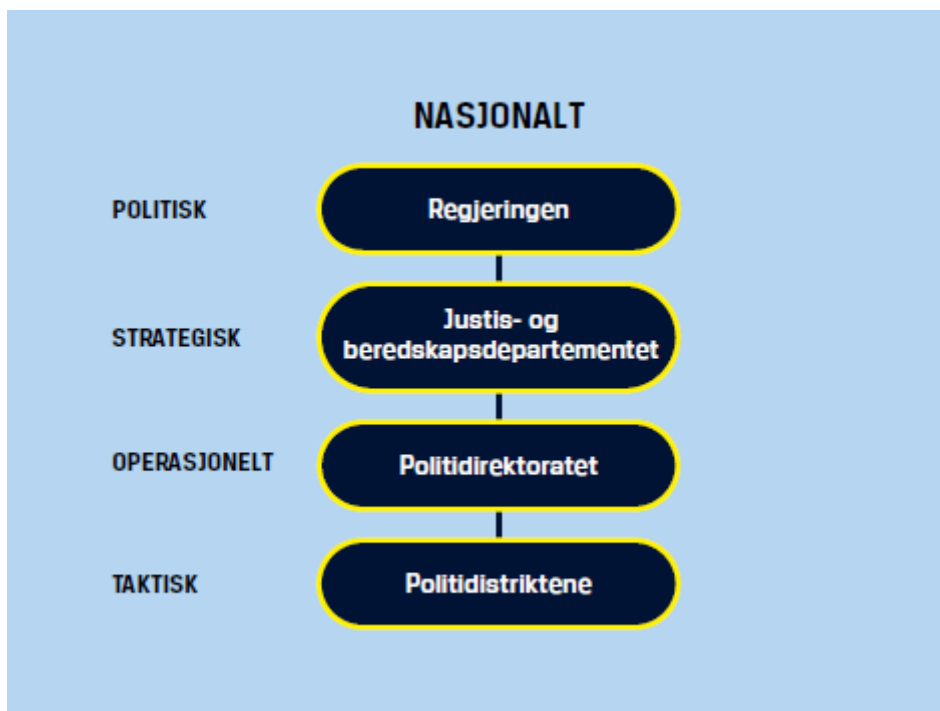 NASJONALT
POLITISK
Regjeringen
STRATEGISK
Justis- og
beredskapsdepartementet
OPERASJONELT
Politidirektoratet
TAKTISK
Politidistriktene